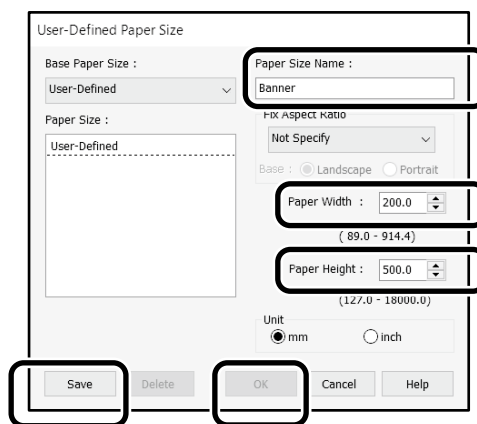 User-Defined Paper Size
Base Paper Size :
User-Defined
Paper Size :
User-Defined
Paper Size Name :
Banner
Fix Aspect Ratio
Not Specify
Base : Landscape Portrait
Paper Width : 200.0
( 89.0 - 914.4)
Paper Height : 500.0
(127.0 - 18000.0)
Unit
mm inch
Save Delete OK Cancel Help